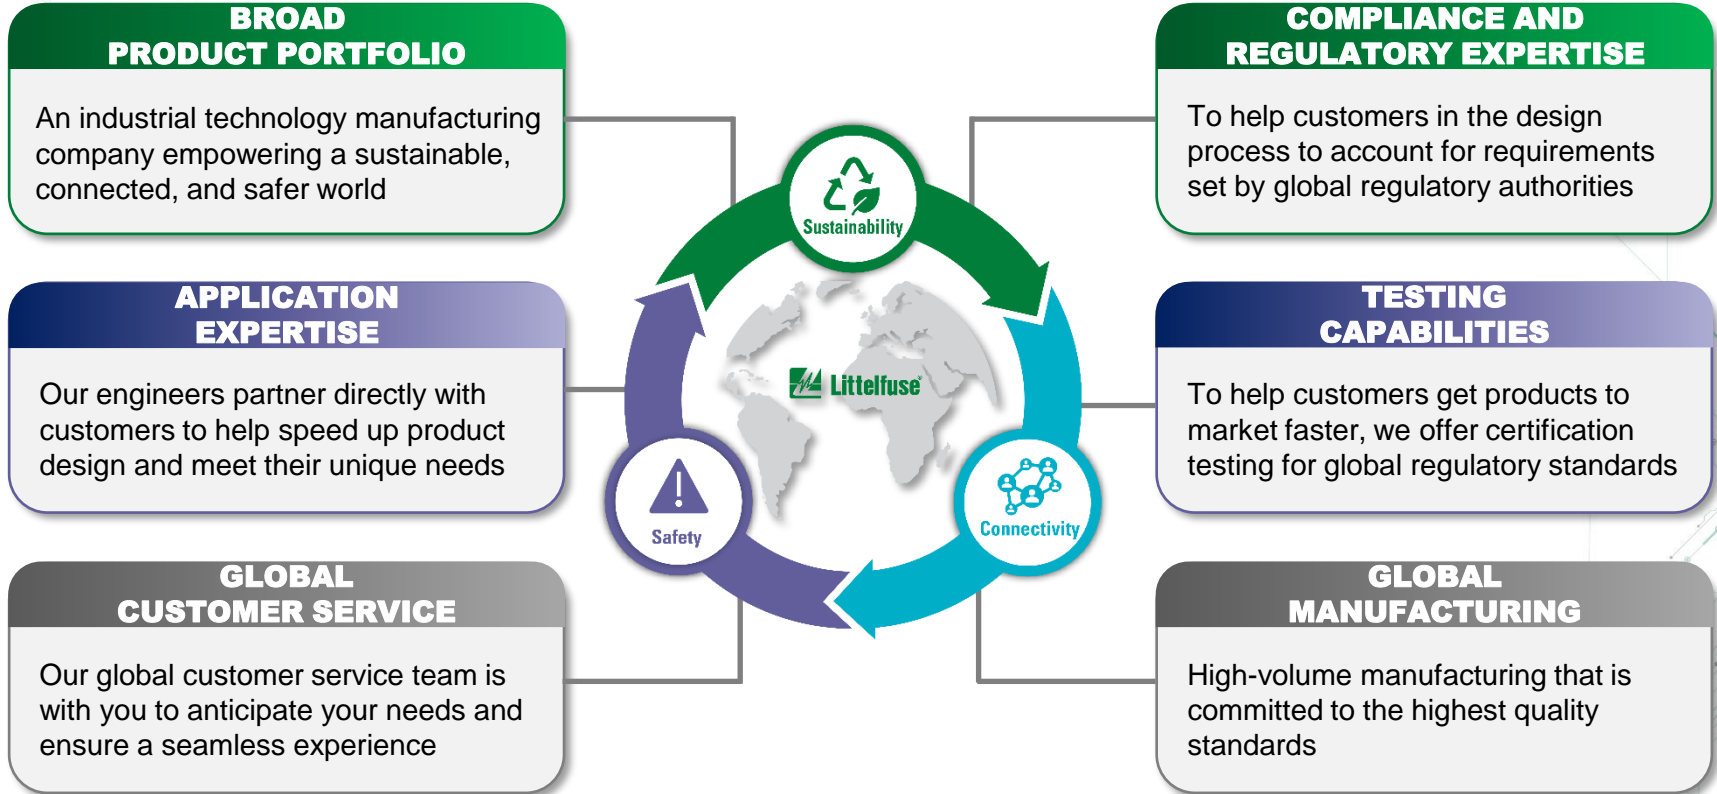 BROAD
PRODUCT PORTFOLIO
An industrial technology manufacturing
company empowering a sustainable,
connected, and safer world
COMPLIANCE AND
REGULATORY EXPERTISE
To help customers in the design
process to account for requirements
set by global regulatory authorities
Sustainability
APPLICATION
EXPERTISE
Our engineers partner directly with
customers to help speed up product
design and meet their unique needs
Littelfuse®
TESTING
CAPABILITIES
To help customers get products to
market faster, we offer certification
testing for global regulatory standards
Safety
Connectivity
GLOBAL
CUSTOMER SERVICE
Our global customer service team is
with you to anticipate your needs and
ensure a seamless experience
GLOBAL
MANUFACTURING
High-volume manufacturing that is
committed to the highest quality
standards